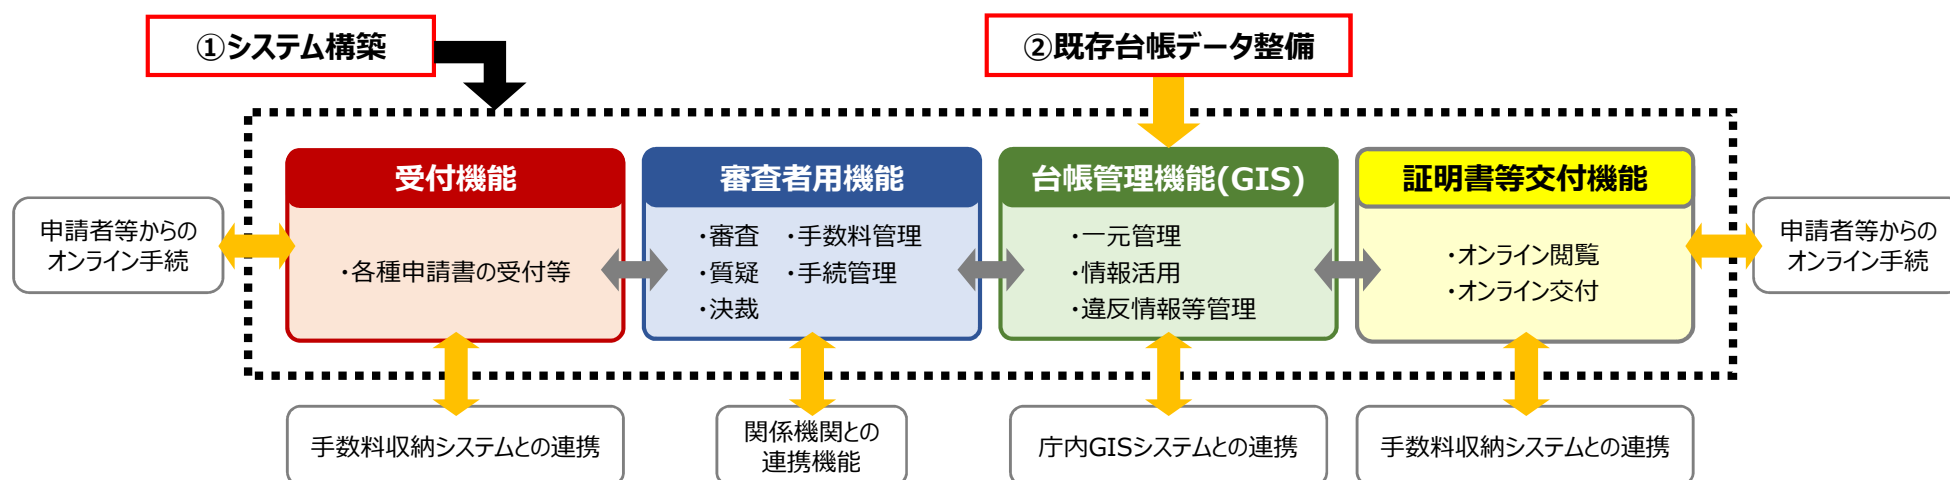 ①システム構築
②既存台帳データ整備
申請者等からの
オンライン手続
受付機能
・各種申請書の受付等
審査者用機能
・審査 ・手数料管理
・質疑 ・手続管理
・決裁
台帳管理機能(GIS)
・一元管理
・情報活用
・違反情報等管理
証明書等交付機能
・オンライン閲覧
・オンライン交付
申請者等からの
オンライン手続
手数料収納システムとの連携
関係機関との
連携機能
庁内GISシステムとの連携
手数料収納システムとの連携